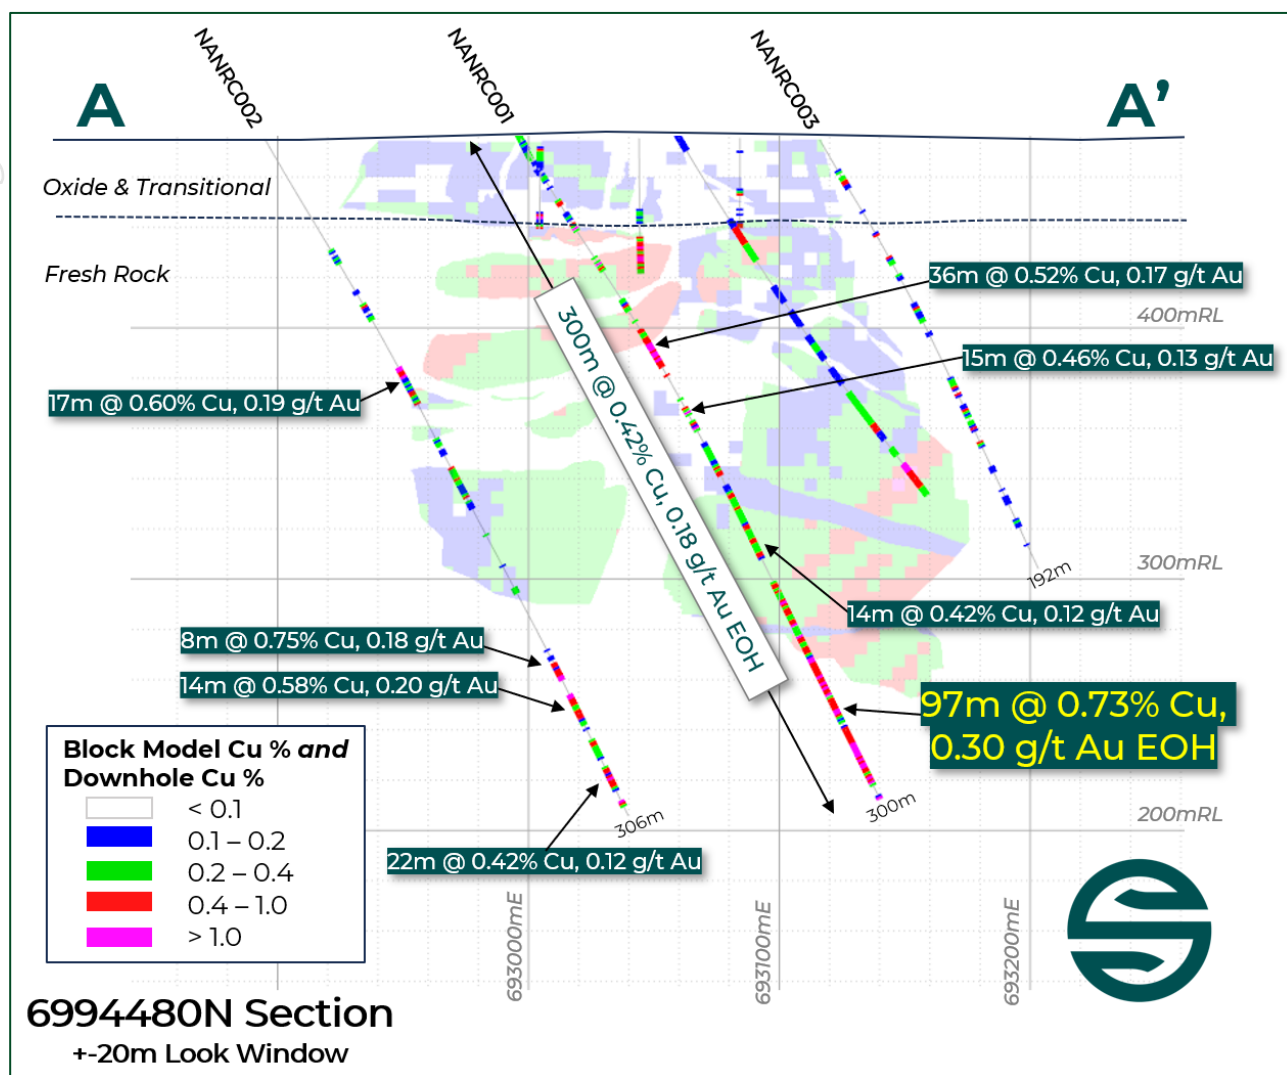 NANRC002
NANRC001
NANRC003
A
A’
Oxide & Transitional
Fresh Rock
36m @ 0.52% Cu, 0.17 g/t Au
400mRL
15m @ 0.46% Cu, 0.13 g/t Au
17m @ 0.60% Cu, 0.19 g/t Au
300m @ 0.42% Cu, 0.18 g/t Au EOH
300mRL
192m
14m @ 0.42% Cu, 0.12 g/t Au
8m @ 0.75% Cu, 0.18 g/t Au
14m @ 0.58% Cu, 0.20 g/t Au
97m @ 0.73% Cu,
0.30 g/t Au EOH
300m
200mRL
306m
22m @ 0.42% Cu, 0.12 g/t Au
Block Model Cu % and
Downhole Cu %
< 0.1
0.1 – 0.2
0.2 – 0.4
0.4 – 1.0
> 1.0
693000mE
693100mE
693200mE
6994480N Section
+-20m Look Window